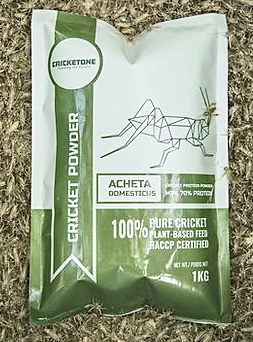 CRICKETONE
CRICKET POWDER
ACHETA
DOMESTICUS
CRICKET PROTEIN POWDER
MIN. 70% PROTEIN
100% PURE CRICKET
PLANT-BASED FEED
HACCP CERTIFIED
NET WT./ POIDS NET
1KG